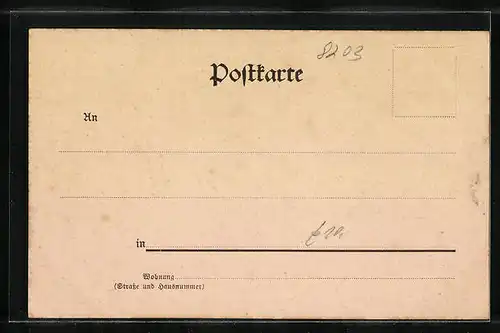 8203
Postkarte
An
in
Wohnung
(Straße und Hausnummer)